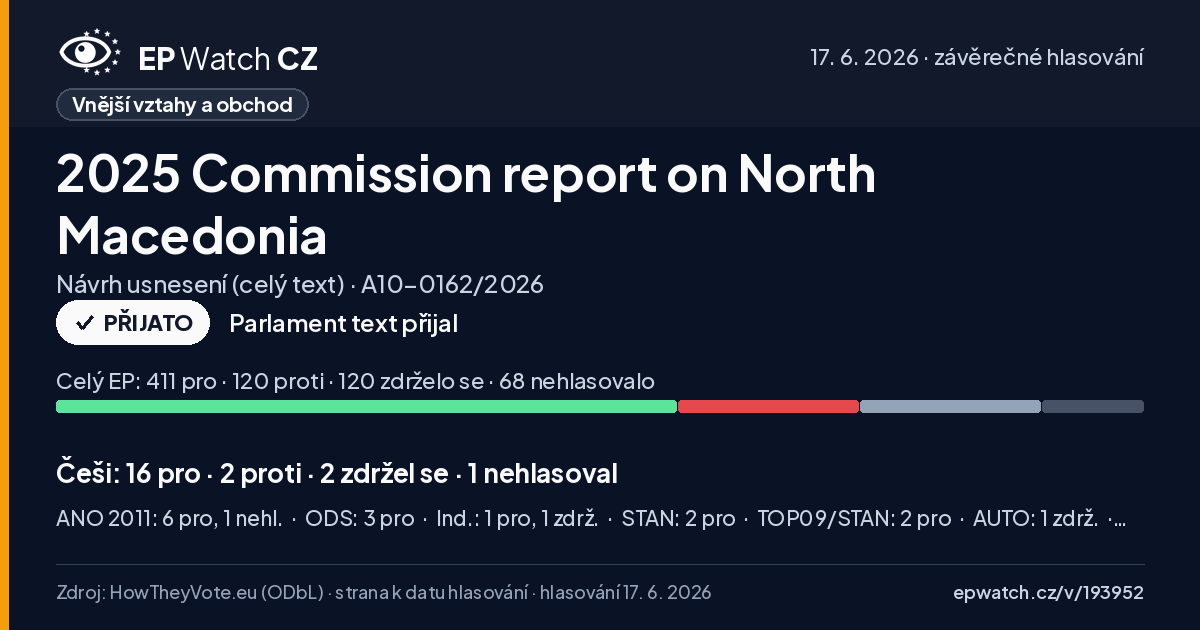 EP Watch CZ
17. 6. 2026 · závěrečné hlasování
Vnější vztahy a obchod
2025 Commission report on North
Macedonia
Návrh usnesení (celý text) · A10-0162/2026
✓ PŘIJATO Parlament text přijal
Celý EP: 411 pro · 120 proti · 120 zdrželo se · 68 nehlasovalo
Češi: 16 pro · 2 proti · 2 zdržel se · 1 nehlasoval
ANO 2011: 6 pro, 1 nehl. · ODS: 3 pro · Ind.: 1 pro, 1 zdrž. · STAN: 2 pro · TOP09/STAN: 2 pro · AUTO: 1 zdrž. ·…
Zdroj: HowTheyVote.eu (ODbL) · strana k datu hlasování · hlasování 17. 6. 2026
epwatch.cz/v/193952